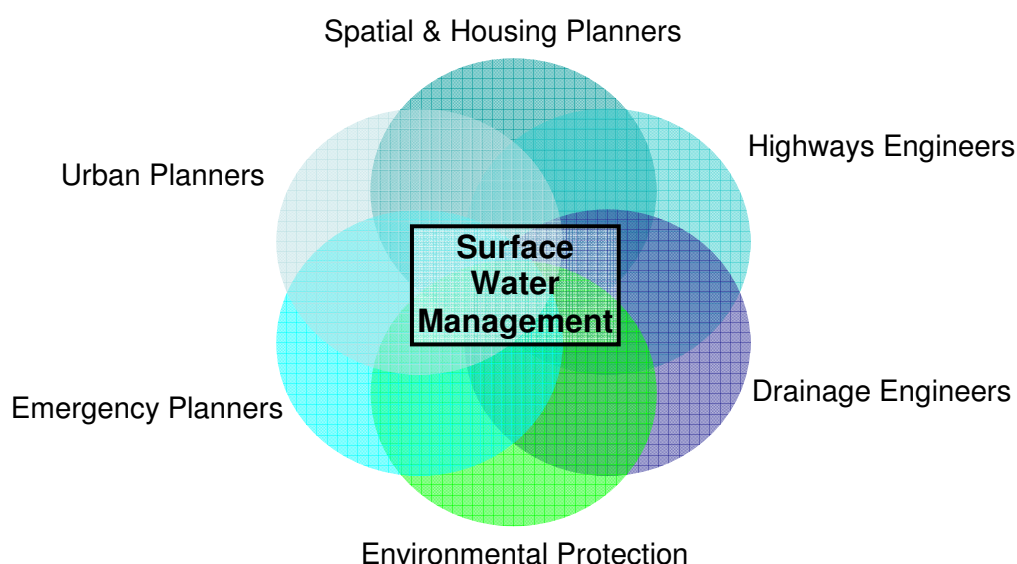 Spatial & Housing Planners
Highways Engineers
Urban Planners
Surface
Water
Management
Drainage Engineers
Emergency Planners
Environmental Protection